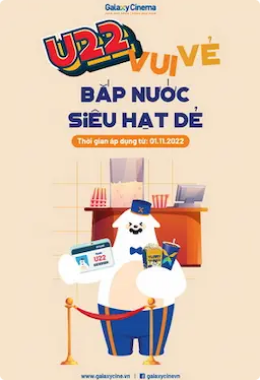 Galaxy Cinema
U22 VUI VẺ
BẮP NƯỚC
SIÊU HẠT DẺ
Thời gian áp dụng từ: 01.11.2022
U22
www.galaxycine.vn | galaxycinevn